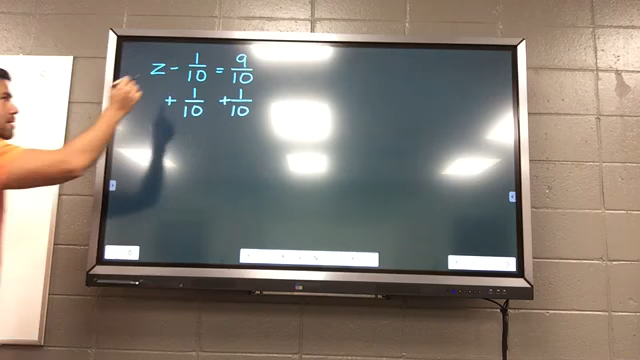 z - 1/10 = 9/10
+ 1/10 + 1/10